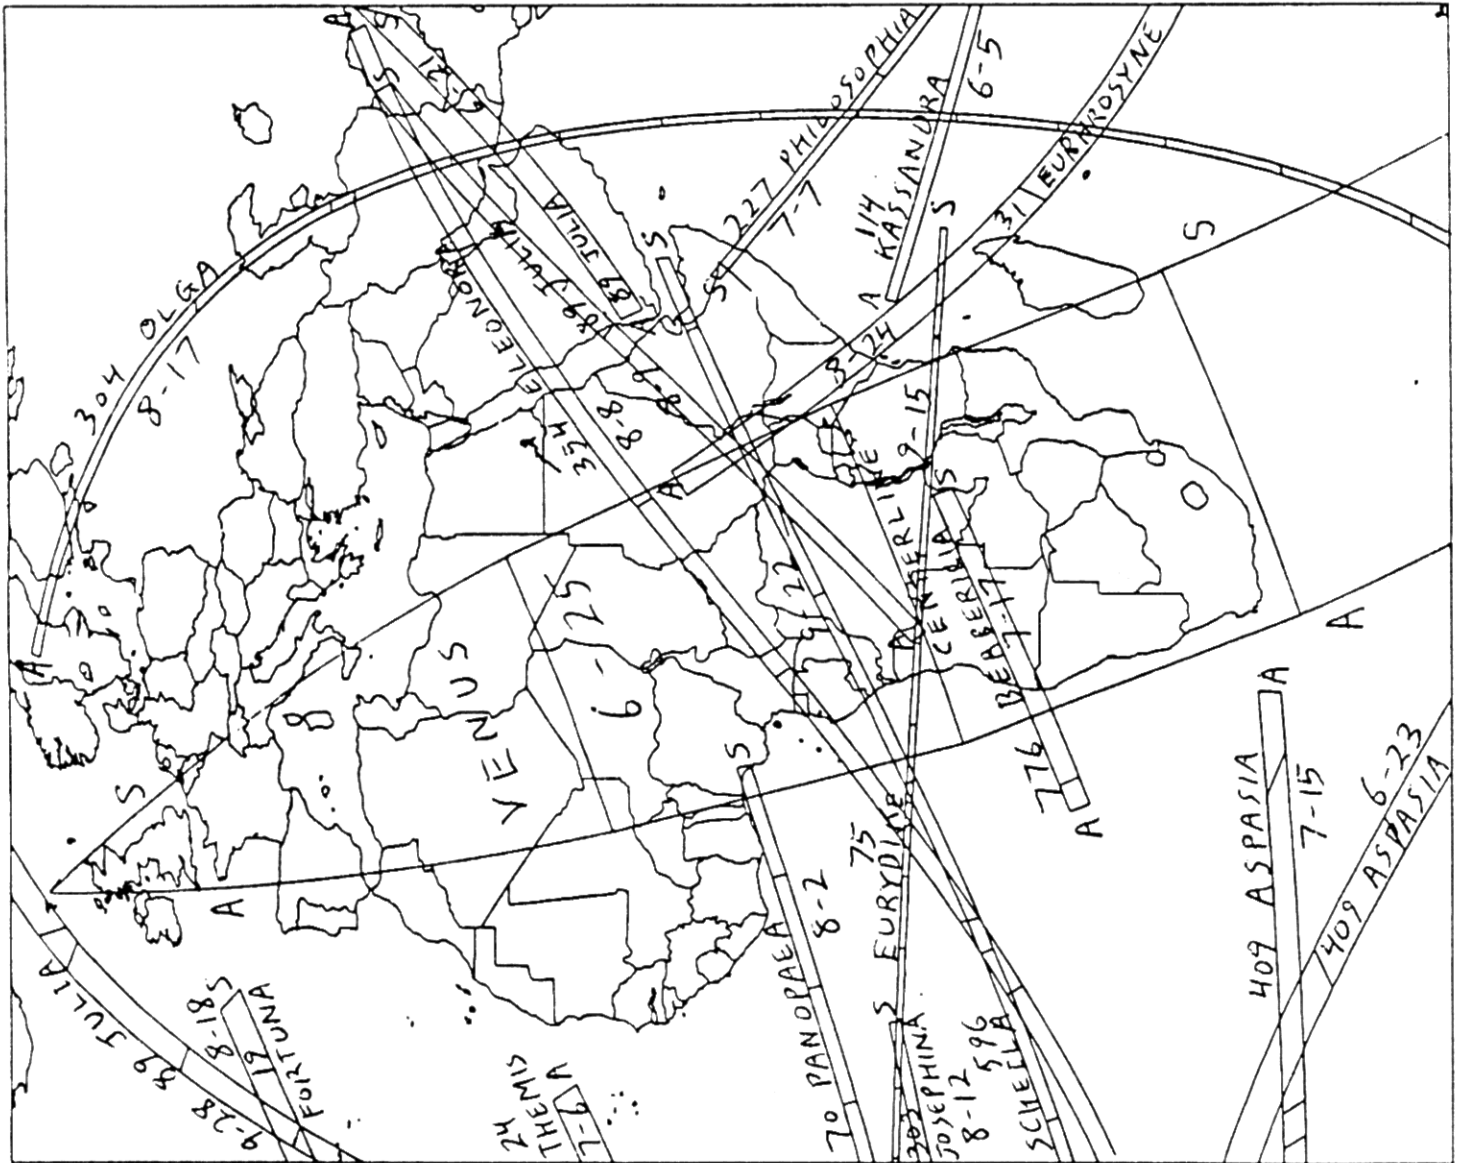 304 OLGA
8-17
227 PHILOSOPHIA
7-7
114
KASSANDRA
6-5
31 EUPHROSYNE
8-24
S
A
89 JULIA
89 JULIA
8-9
354 ELEONORA
8-8
VENUS
6-25
CENTERLINE
9-15
776
BERBERICIA
7-17
75
EURYDIKE
70 PANOPAEA
8-2
JOSEPHINA
8-12
596
SCHEILA
409 ASPASIA
7-15
409 ASPASIA
6-23
89 JULIA
9-28
8-18
19
FORTUNA
24
THEMIS
7-6
A
S